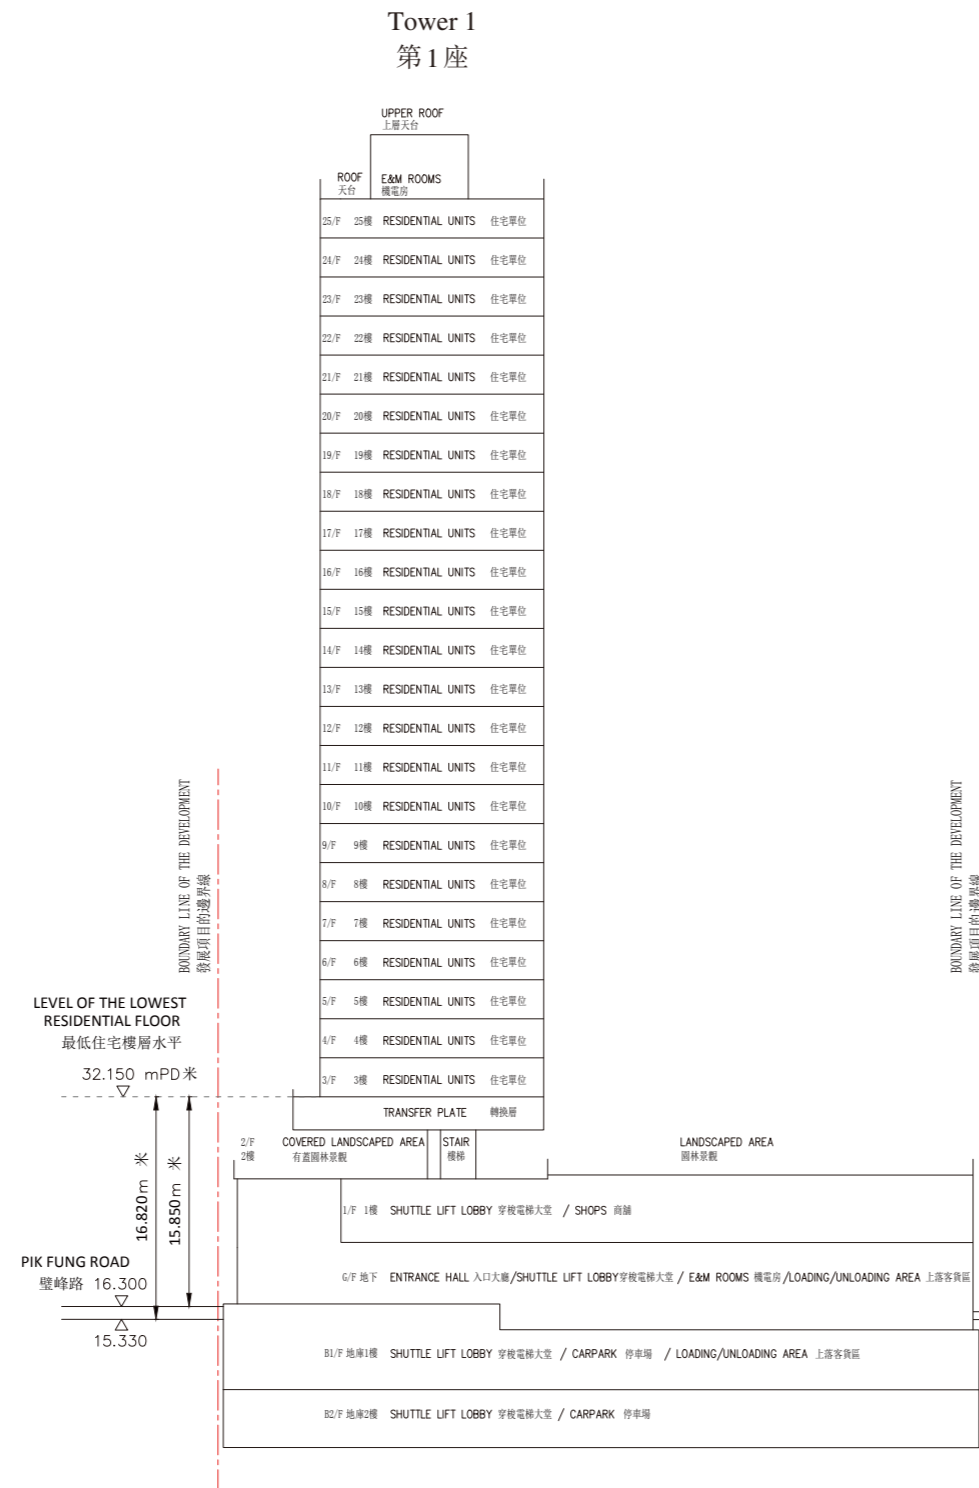 Tower 1
第1座
UPPER ROOF
上層天台
ROOF
天台
E&M ROOMS
機電房
25/F 25樓 RESIDENTIAL UNITS 住宅單位
24/F 24樓 RESIDENTIAL UNITS 住宅單位
23/F 23樓 RESIDENTIAL UNITS 住宅單位
22/F 22樓 RESIDENTIAL UNITS 住宅單位
21/F 21樓 RESIDENTIAL UNITS 住宅單位
20/F 20樓 RESIDENTIAL UNITS 住宅單位
19/F 19樓 RESIDENTIAL UNITS 住宅單位
18/F 18樓 RESIDENTIAL UNITS 住宅單位
17/F 17樓 RESIDENTIAL UNITS 住宅單位
16/F 16樓 RESIDENTIAL UNITS 住宅單位
15/F 15樓 RESIDENTIAL UNITS 住宅單位
14/F 14樓 RESIDENTIAL UNITS 住宅單位
13/F 13樓 RESIDENTIAL UNITS 住宅單位
12/F 12樓 RESIDENTIAL UNITS 住宅單位
11/F 11樓 RESIDENTIAL UNITS 住宅單位
10/F 10樓 RESIDENTIAL UNITS 住宅單位
9/F 9樓 RESIDENTIAL UNITS 住宅單位
8/F 8樓 RESIDENTIAL UNITS 住宅單位
7/F 7樓 RESIDENTIAL UNITS 住宅單位
6/F 6樓 RESIDENTIAL UNITS 住宅單位
5/F 5樓 RESIDENTIAL UNITS 住宅單位
4/F 4樓 RESIDENTIAL UNITS 住宅單位
3/F 3樓 RESIDENTIAL UNITS 住宅單位
BOUNDARY LINE OF THE DEVELOPMENT
發展項目的邊界線
BOUNDARY LINE OF THE DEVELOPMENT
發展項目的邊界線
LEVEL OF THE LOWEST
RESIDENTIAL FLOOR
最低住宅樓層水平
32.150 mPD米
TRANSFER PLATE 轉換層
2/F
2樓
COVERED LANDSCAPED AREA
有蓋園林景觀
STAIR
樓梯
LANDSCAPED AREA
園林景觀
16.820m 米
15.850m 米
1/F 1樓 SHUTTLE LIFT LOBBY 穿梭電梯大堂 / SHOPS 商舖
PIK FUNG ROAD
璧峰路 16.300
15.330
G/F 地下 ENTRANCE HALL 入口大廳/SHUTTLE LIFT LOBBY穿梭電梯大堂 / E&M ROOMS 機電房/LOADING/UNLOADING AREA 上落客貨區
B1/F 地庫1樓 SHUTTLE LIFT LOBBY 穿梭電梯大堂 / CARPARK 停車場 / LOADING/UNLOADING AREA 上落客貨區
B2/F 地庫2樓 SHUTTLE LIFT LOBBY 穿梭電梯大堂 / CARPARK 停車場